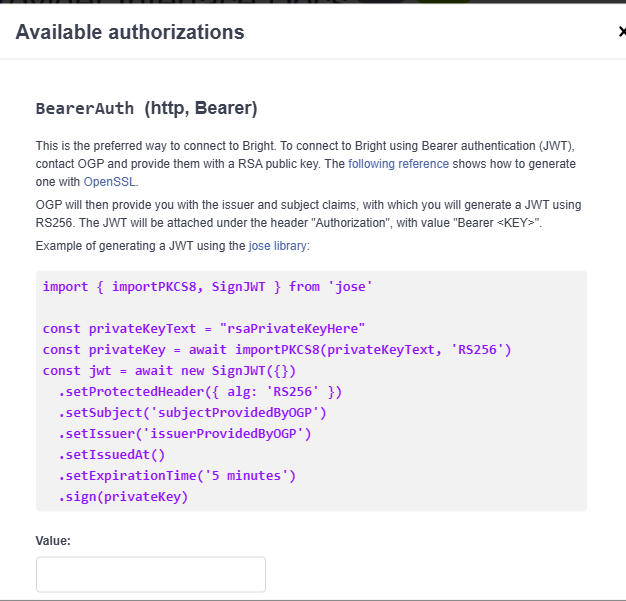 Available authorizations
×
BearerAuth (http, Bearer)
This is the preferred way to connect to Bright. To connect to Bright using Bearer authentication (JWT),
contact OGP and provide them with a RSA public key. The following reference shows how to generate
one with OpenSSL.
OGP will then provide you with the issuer and subject claims, with which you will generate a JWT using
RS256. The JWT will be attached under the header "Authorization", with value "Bearer <KEY>".
Example of generating a JWT using the jose library:
import { importPKCS8, SignJWT } from 'jose'
const privateKeyText = "rsaPrivateKeyHere"
const privateKey = await importPKCS8(privateKeyText, 'RS256')
const jwt = await new SignJWT({})
  .setProtectedHeader({ alg: 'RS256' })
  .setSubject('subjectProvidedByOGP')
  .setIssuer('issuerProvidedByOGP')
  .setIssuedAt()
  .setExpirationTime('5 minutes')
  .sign(privateKey)
Value: